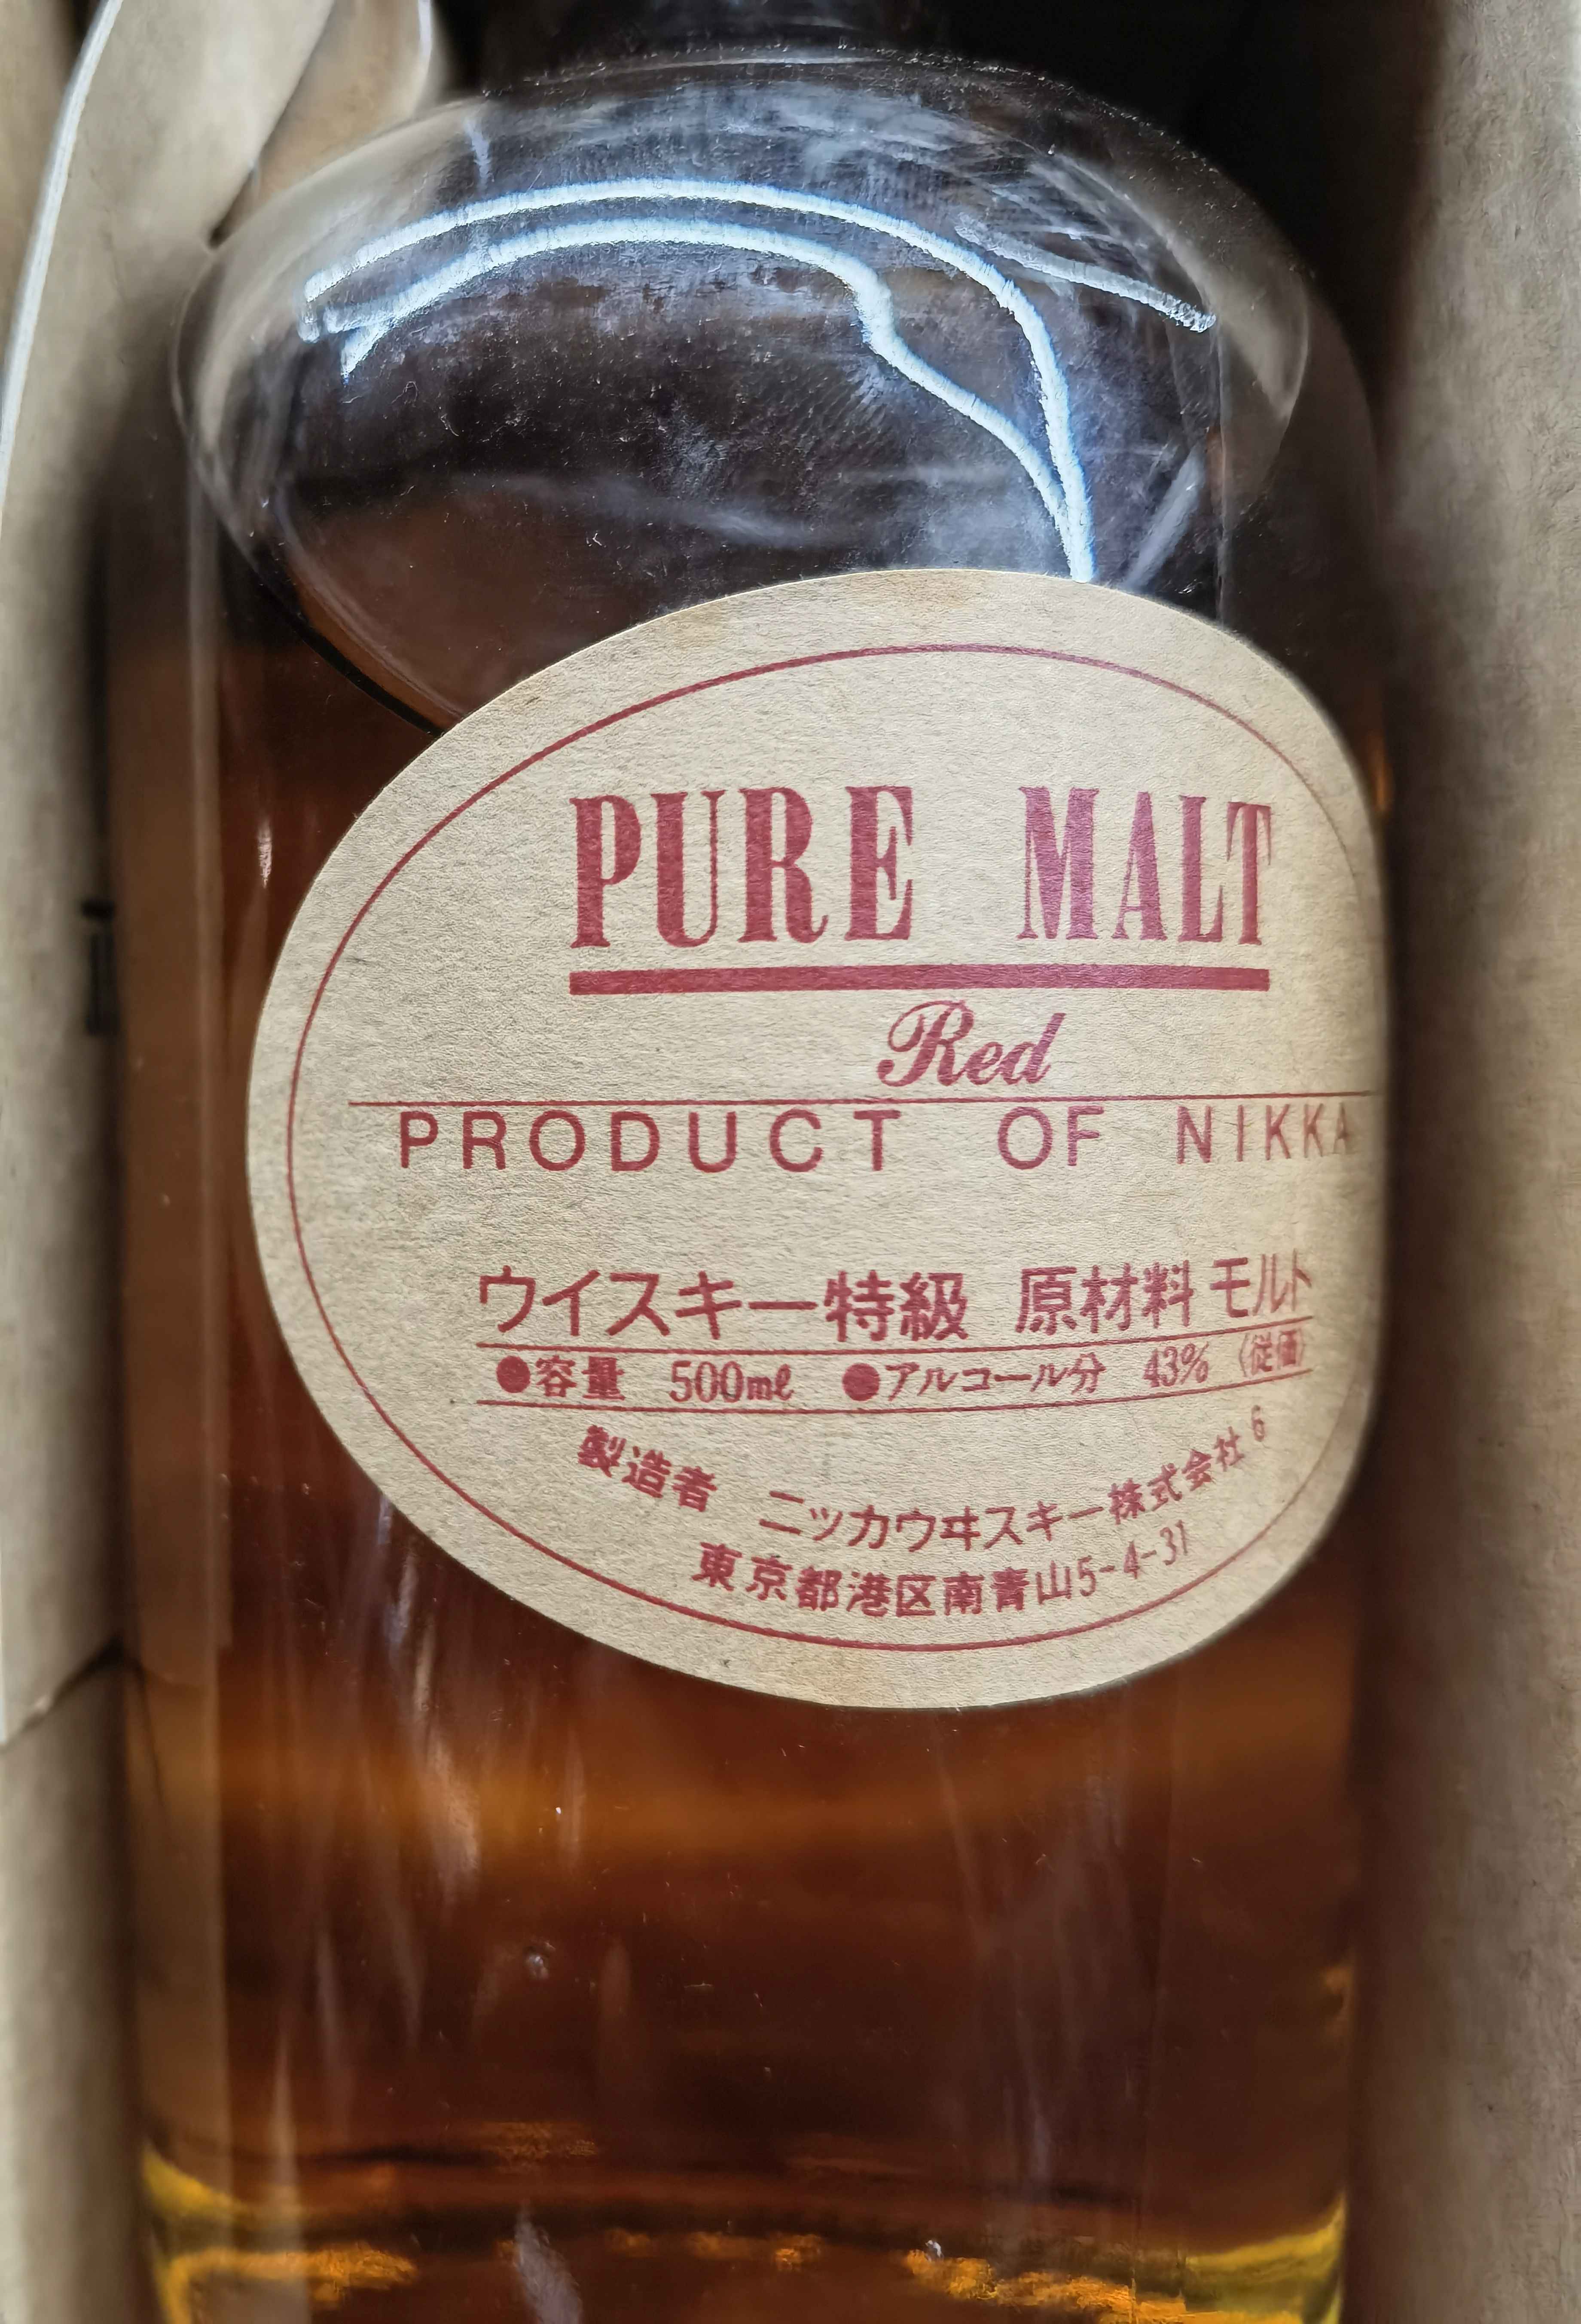 PURE MALT
Red
PRODUCT OF NIKKA
ウイスキー特級 原材料 モルト
●容量 500mℓ ●アルコール分 43% 〈従価〉
製造者 ニッカウヰスキー株式会社 6
東京都港区南青山5-4-31